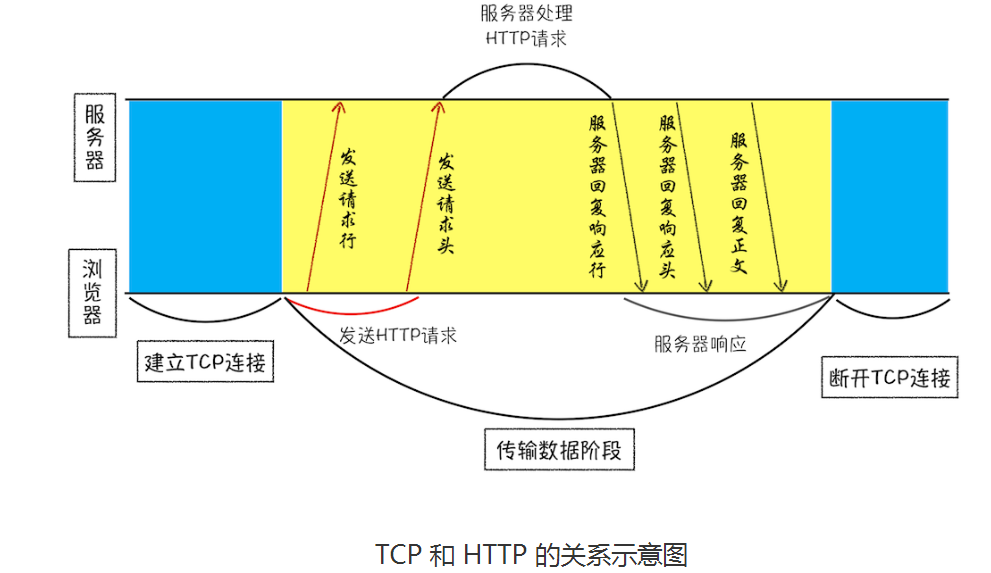 服务器处理
HTTP请求
服务器
发送请求行
发送请求头
服务器回复响应行
服务器回复响应头
服务器回复正文
浏览器
发送HTTP请求
服务器响应
建立TCP连接
断开TCP连接
传输数据阶段
TCP 和 HTTP 的关系示意图